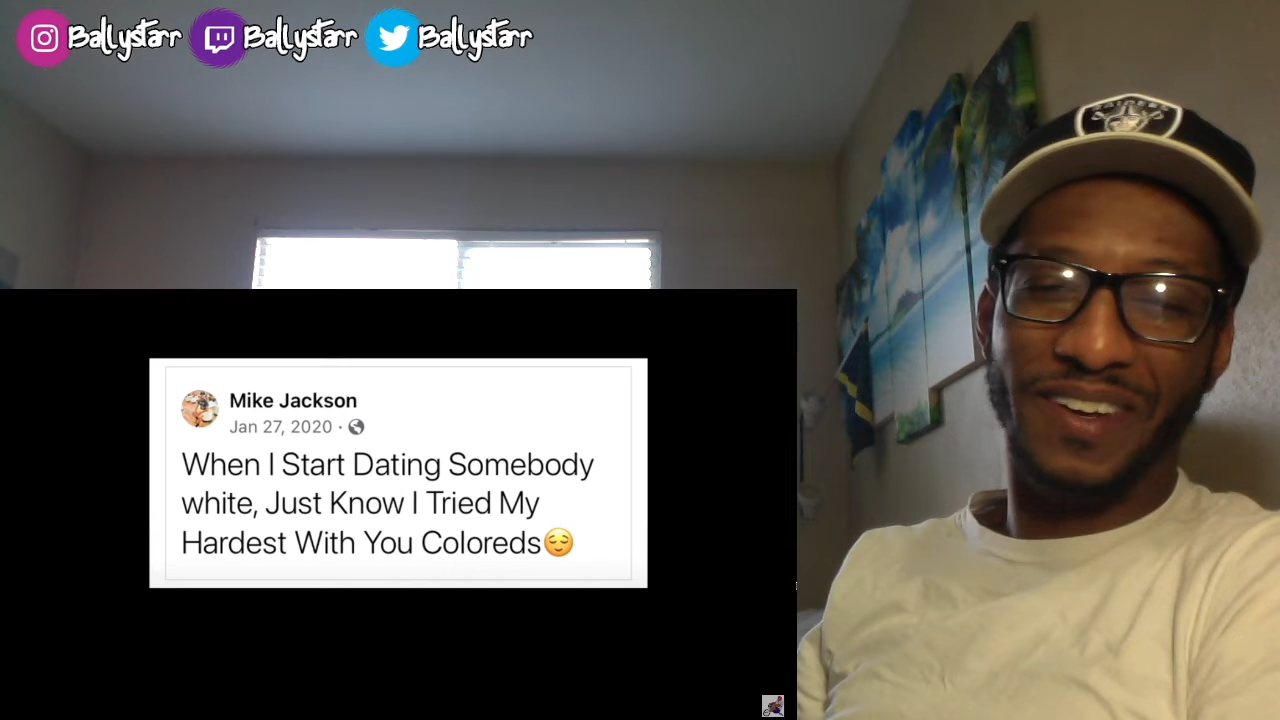 Ballystarr Ballystarr Ballystarr
RAIDERS
Mike Jackson
Jan 27, 2020 ·
When I Start Dating Somebody
white, Just Know I Tried My
Hardest With You Coloreds😌